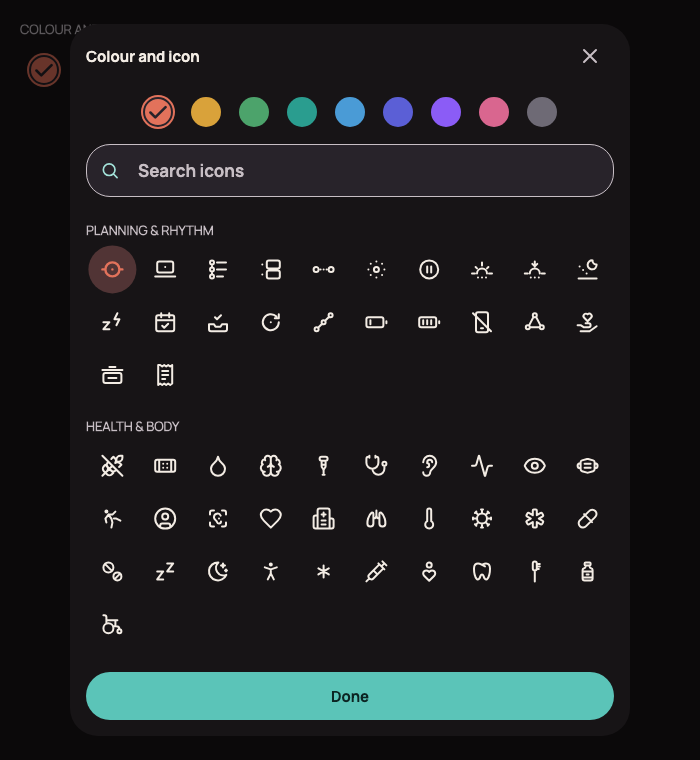 COLOUR AN
Colour and icon
Search icons
PLANNING & RHYTHM
HEALTH & BODY
Done